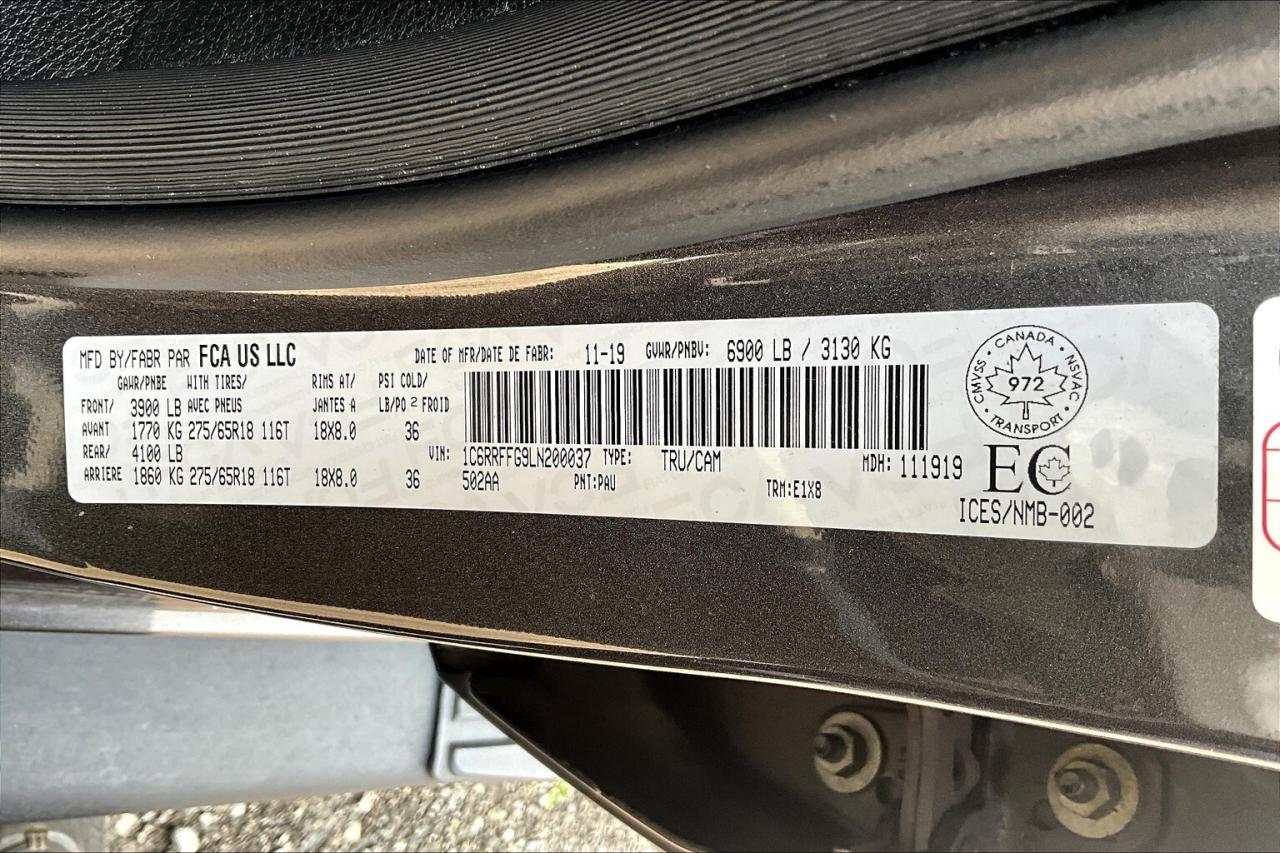 MFD BY/FABR PAR FCA US LLC DATE OF MFR/DATE DE FABR: 11-19 GVWR/PNBV: 6900 LB / 3130 KG
GAWR/PNBE WITH TIRES/ RIMS AT/ PSI COLD/
FRONT/ 3900 LB AVEC PNEUS JANTES A LB/PO 2 FROID
AVANT 1770 KG 275/65R18 116T 18X8.0 36
REAR/ 4100 LB VIN: 1C6RRFFG9LN200037 TYPE: TRU/CAM MDH: 111919
ARRIERE 1860 KG 275/65R18 116T 18X8.0 36 502AA PNT:PAU TRM:E1X8
CMVSS · CANADA · NSVAC · TRANSPORT ·
972
EC
ICES/NMB-002